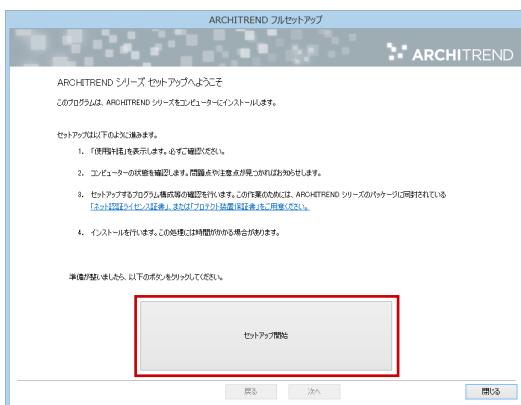 ARCHITREND フルセットアップ
ARCHITREND
ARCHITREND シリーズ セットアップへようこそ
このプログラムは、ARCHITREND シリーズをコンピューターにインストールします。
セットアップは以下のように進みます。
1. 「使用許諾」を表示します。必ずご確認ください。
2. コンピューターの状態を確認します。問題点や注意点が見つかればお知らせします。
3. セットアップするプログラム構成等の確認を行います。この作業のためには、ARCHITREND シリーズのパッケージに同封されている
「ネット認証ライセンス証書」、または「プロテクト装置保証書」をご用意ください。
4. インストールを行います。この処理には時間がかかる場合があります。
準備が整いましたら、以下のボタンをクリックしてください。
セットアップ開始
戻る
次へ
閉じる